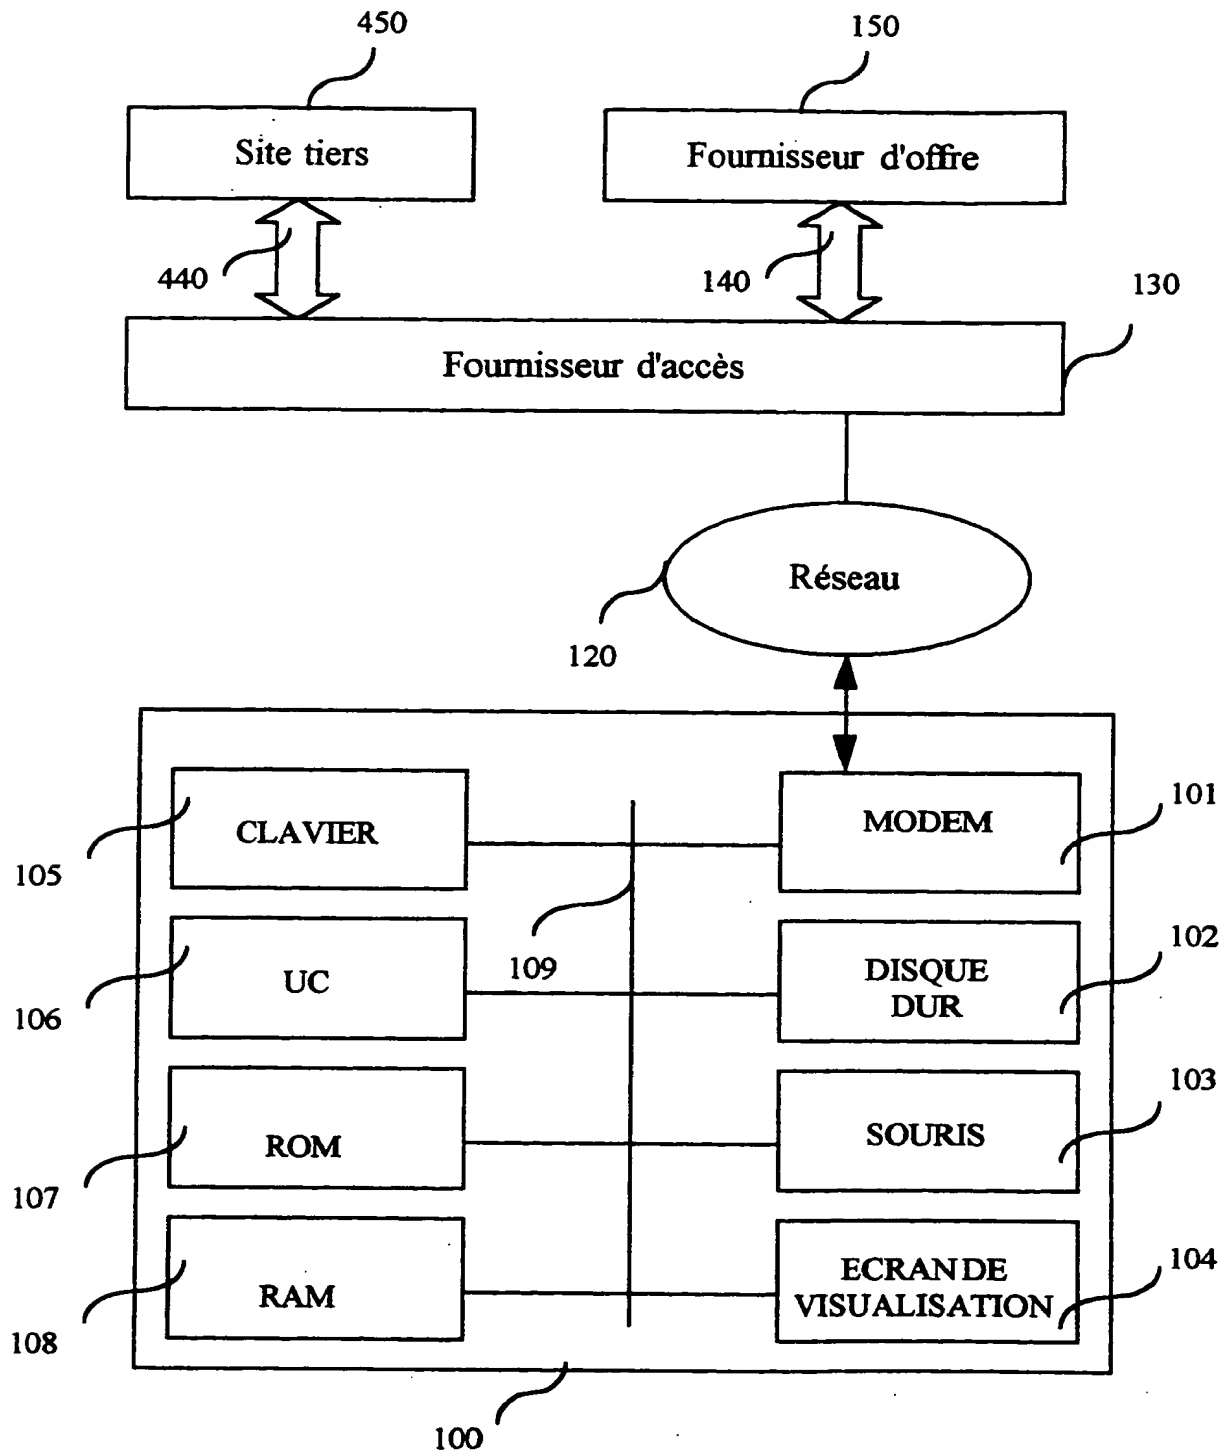 450
150
Site tiers
Fournisseur d'offre
440
140
130
Fournisseur d'accès
Réseau
120
CLAVIER
MODEM
101
105
109
UC
DISQUE
DUR
102
106
ROM
SOURIS
103
107
RAM
ECRAN DE
VISUALISATION
104
108
100